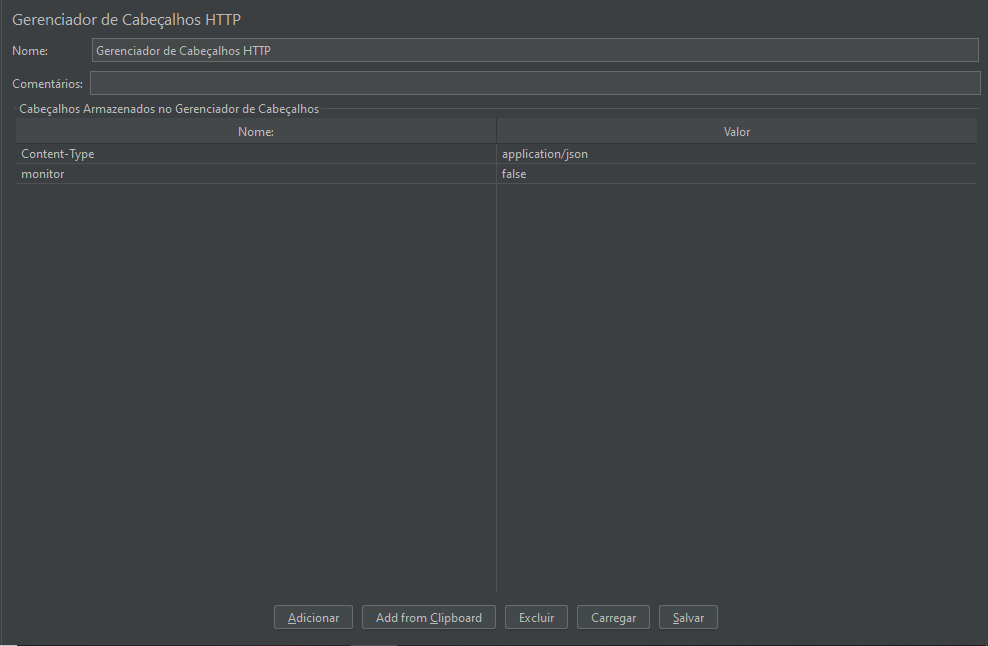 Gerenciador de Cabeçalhos HTTP
Nome: Gerenciador de Cabeçalhos HTTP
Comentários:
Cabeçalhos Armazenados no Gerenciador de Cabeçalhos
Nome: Valor
Content-Type application/json
monitor false
Adicionar Add from Clipboard Excluir Carregar Salvar